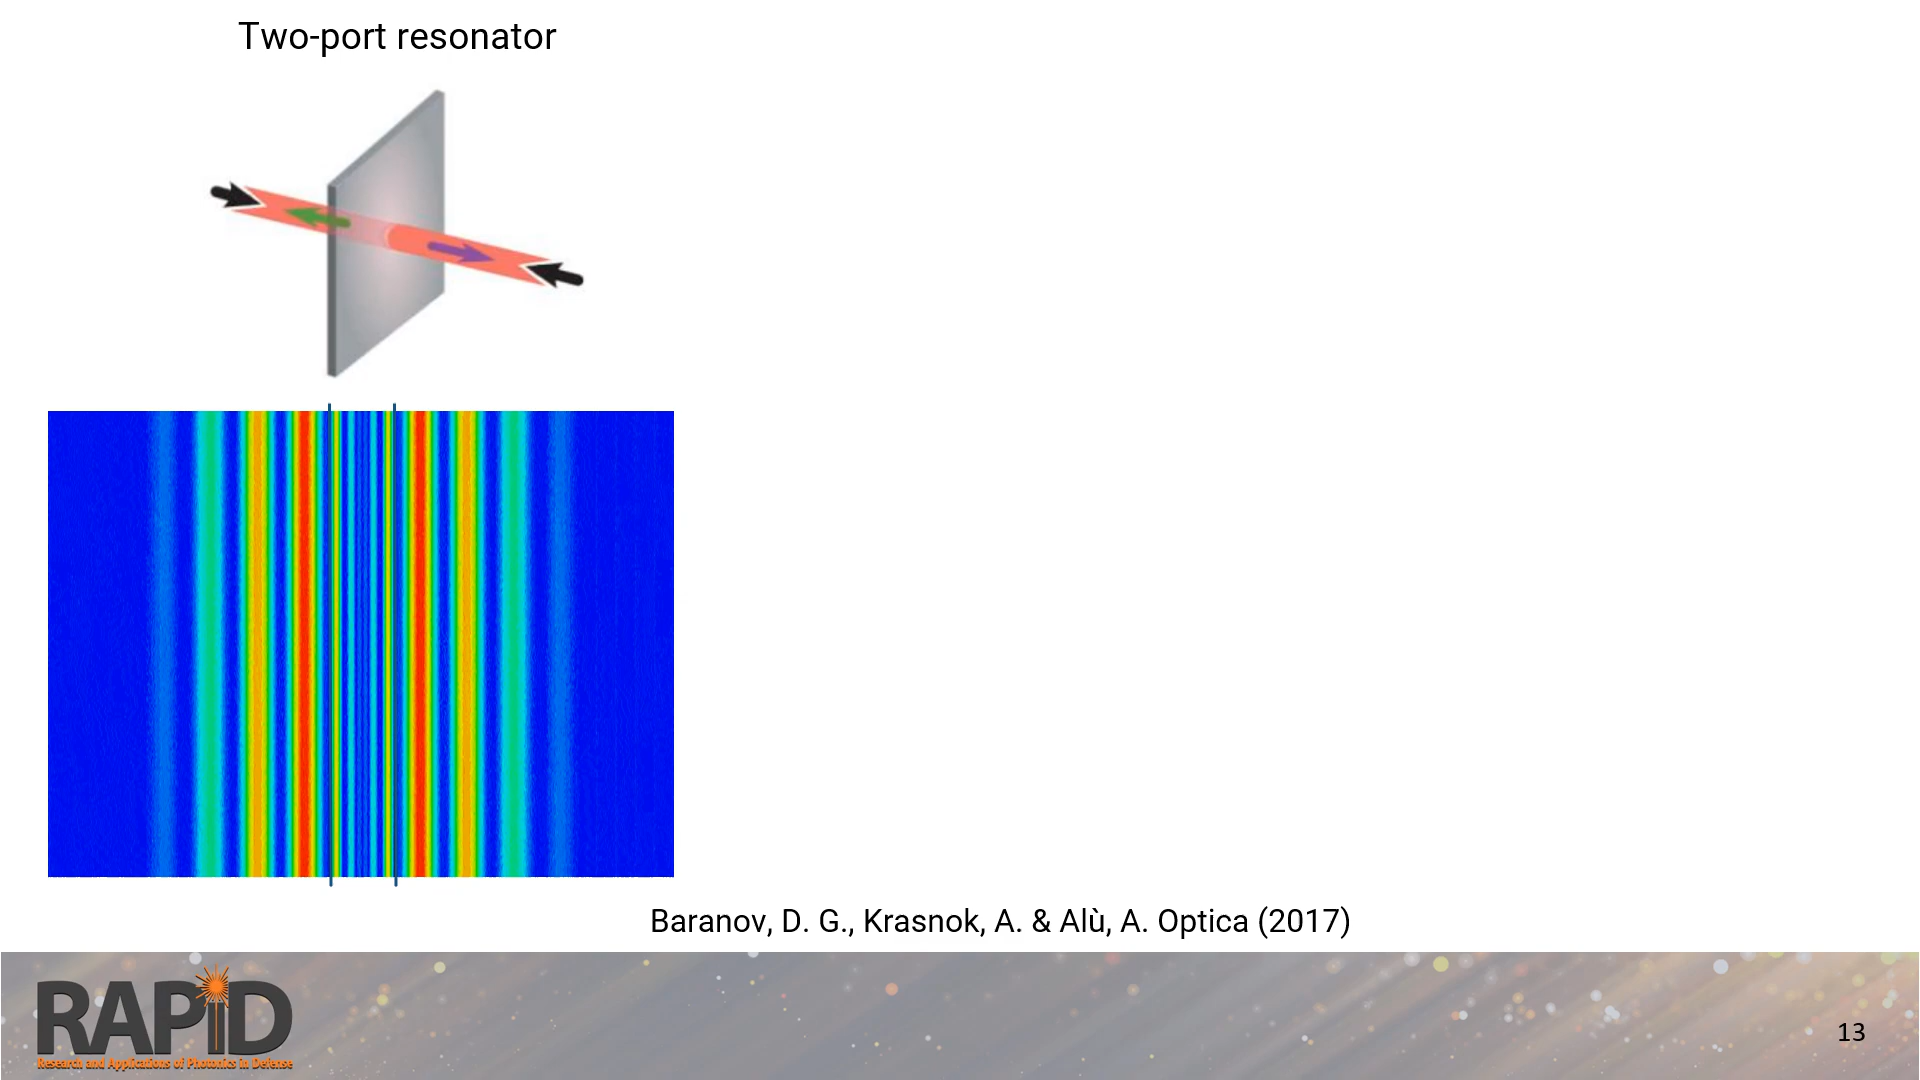 Two-port resonator
Baranov, D. G., Krasnok, A. & Alù, A. Optica (2017)
RAPiD
Research and Applications of Photonics in Defense
13